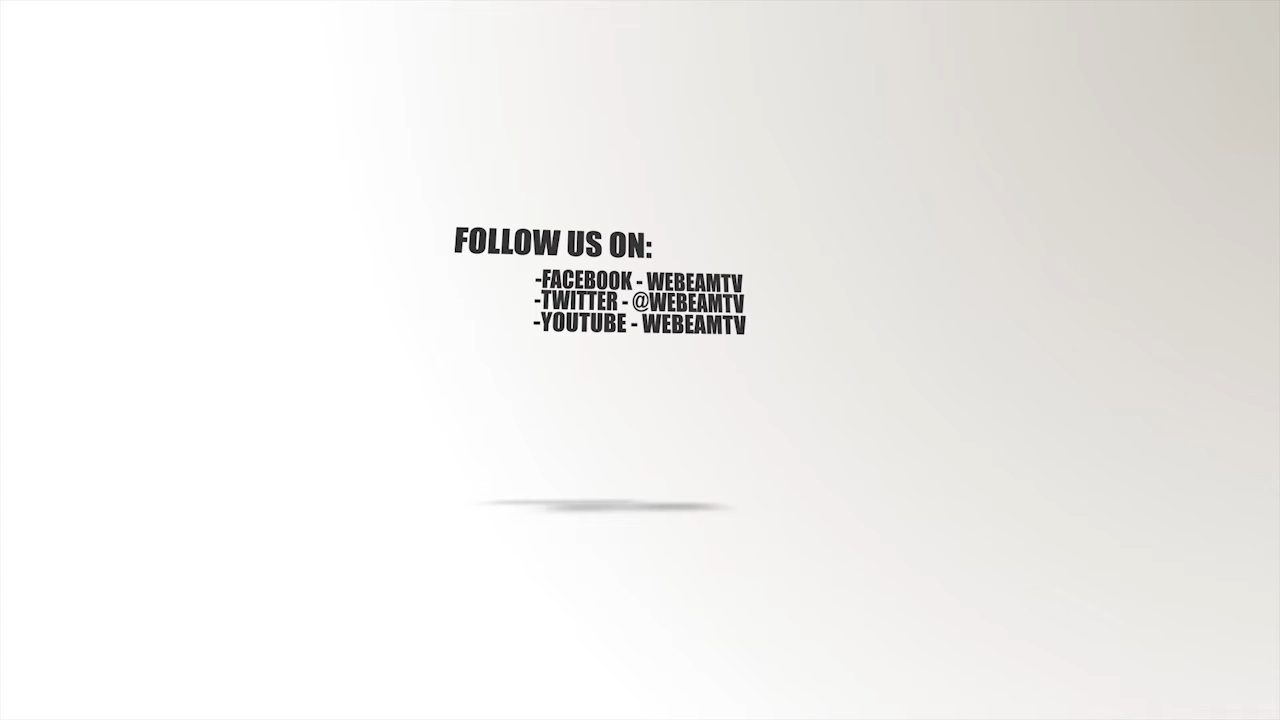 FOLLOW US ON:
-FACEBOOK - WEBEAMTV
-TWITTER - @WEBEAMTV
-YOUTUBE - WEBEAMTV